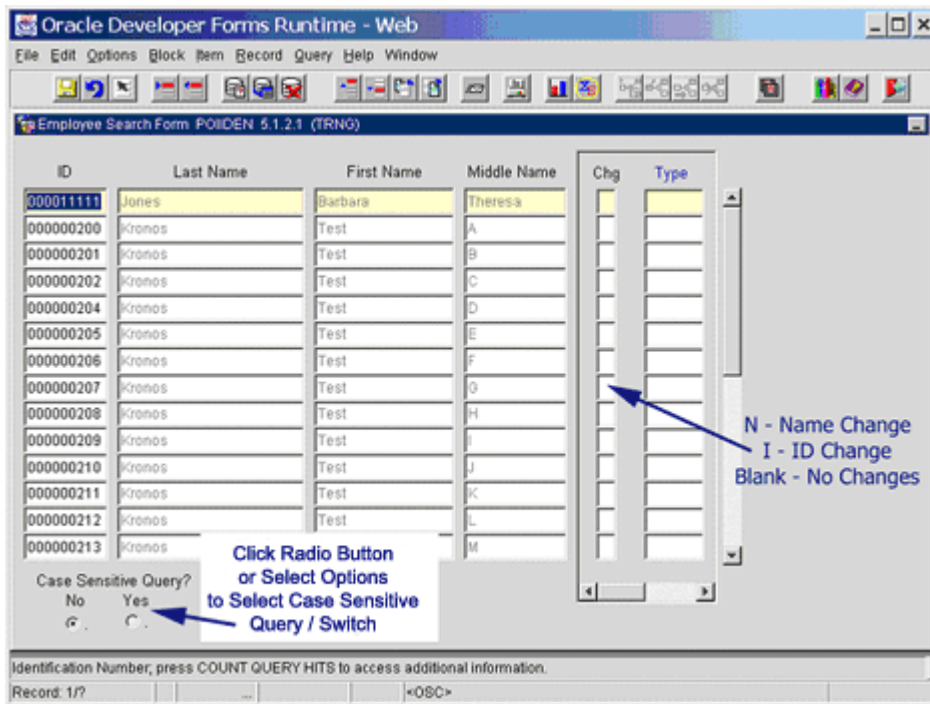 Oracle Developer Forms Runtime - Web
File Edit Options Block Item Record Query Help Window
Employee Search Form POIIDEN 5.1.2.1 (TRNG)
ID Last Name First Name Middle Name Chg Type
000011111 Jones Barbara Theresa
000000200 Kronos Test A
000000201 Kronos Test B
000000202 Kronos Test C
000000204 Kronos Test D
000000205 Kronos Test E
000000206 Kronos Test F
000000207 Kronos Test G
000000208 Kronos Test H
000000209 Kronos Test I
000000210 Kronos Test J
000000211 Kronos Test K
000000212 Kronos Test L
000000213 Kronos M
N - Name Change
I - ID Change
Blank - No Changes
Click Radio Button
or Select Options
to Select Case Sensitive
Query / Switch
Case Sensitive Query?
No Yes
Identification Number; press COUNT QUERY HITS to access additional information.
Record: 1/? ... <OSC>